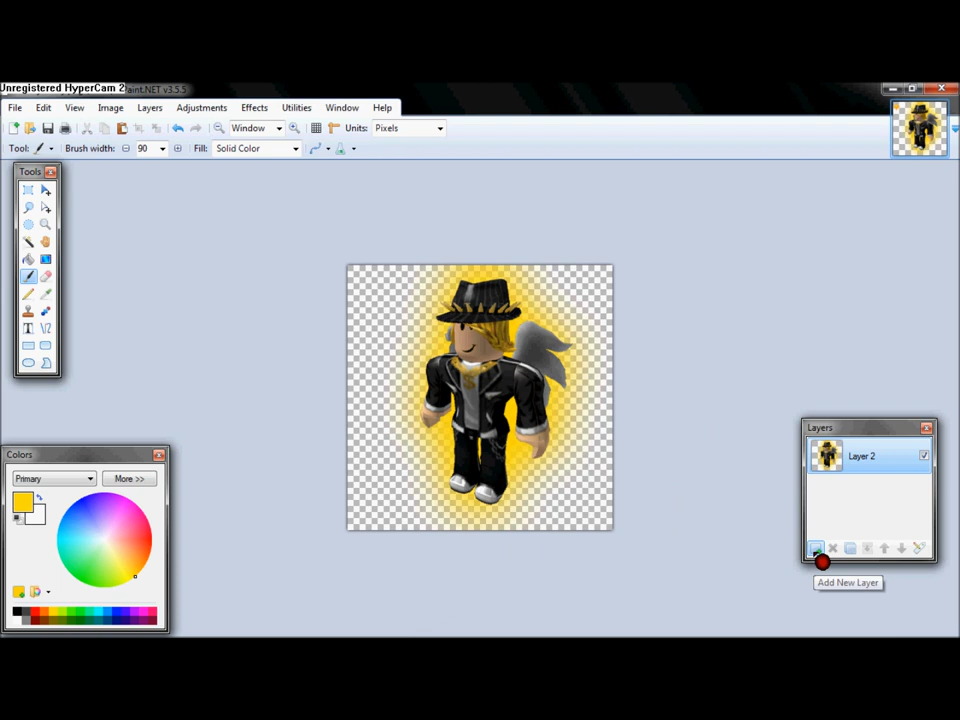 Unregistered HyperCam 2
Paint.NET v3.5.5
File Edit View Image Layers Adjustments Effects Utilities Window Help
Window Units: Pixels
Tool: Brush width: 90 Fill: Solid Color
Tools
Layers
Layer 2
Colors
Primary More >>
Add New Layer